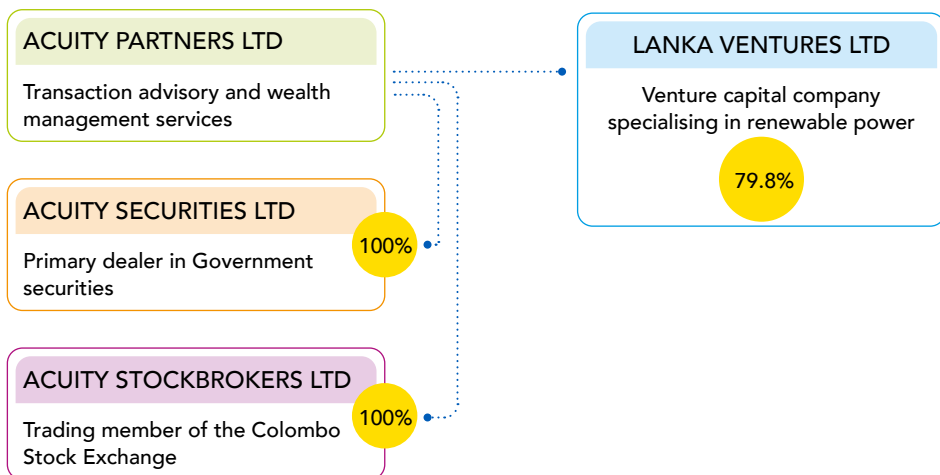 ACUITY PARTNERS LTD
Transaction advisory and wealth
management services
LANKA VENTURES LTD
Venture capital company
specialising in renewable power
79.8%
ACUITY SECURITIES LTD
100%
Primary dealer in Government
securities
ACUITY STOCKBROKERS LTD
100%
Trading member of the Colombo
Stock Exchange